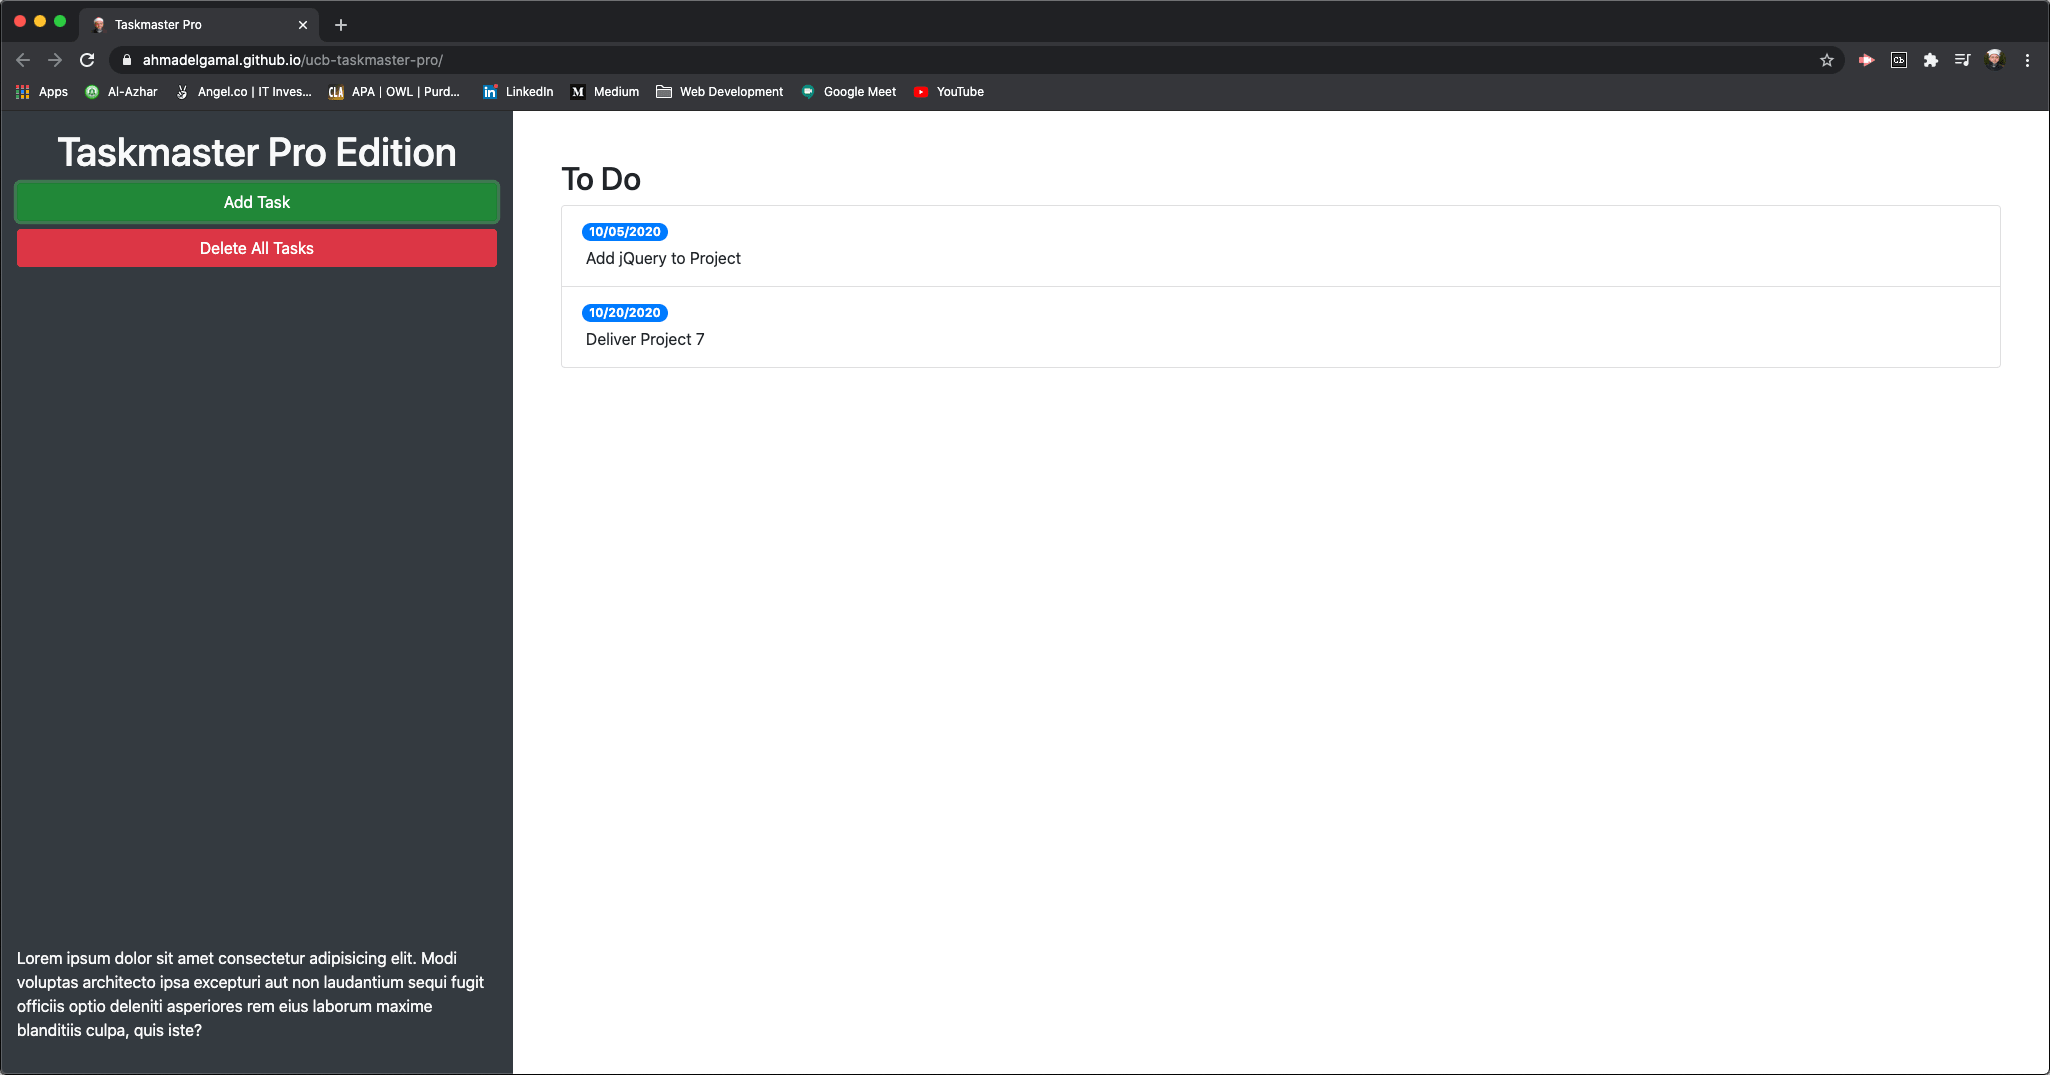 Taskmaster Pro
ahmadelgamal.github.io/ucb-taskmaster-pro/
Apps Al-Azhar Angel.co | IT Inves... CLA APA | OWL | Purd... in LinkedIn M Medium Web Development Google Meet YouTube
Taskmaster Pro Edition
Add Task
Delete All Tasks
To Do
10/05/2020
Add jQuery to Project
10/20/2020
Deliver Project 7
Lorem ipsum dolor sit amet consectetur adipisicing elit. Modi
voluptas architecto ipsa excepturi aut non laudantium sequi fugit
officiis optio deleniti asperiores rem eius laborum maxime
blanditiis culpa, quis iste?